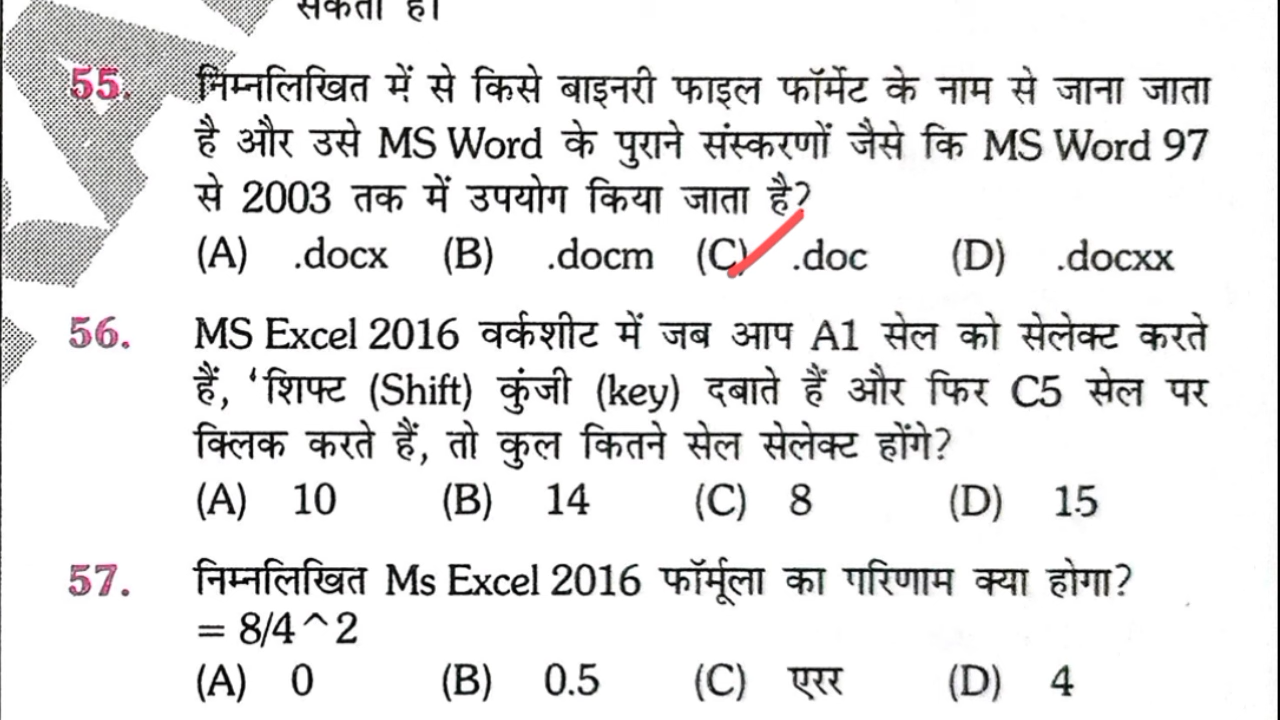 सकता है।
55. निम्नलिखित में से किसे बाइनरी फाइल फॉर्मेट के नाम से जाना जाता
है और उसे MS Word के पुराने संस्करणों जैसे कि MS Word 97
से 2003 तक में उपयोग किया जाता है?
(A) .docx (B) .docm (C) .doc (D) .docxx
56. MS Excel 2016 वर्कशीट में जब आप A1 सेल को सेलेक्ट करते
हैं, ‘शिफ्ट (Shift) कुंजी (key) दबाते हैं और फिर C5 सेल पर
क्लिक करते हैं, तो कुल कितने सेल सेलेक्ट होंगे?
(A) 10 (B) 14 (C) 8 (D) 15
57. निम्नलिखित Ms Excel 2016 फॉर्मूला का परिणाम क्या होगा?
= 8/4^2
(A) 0 (B) 0.5 (C) एरर (D) 4